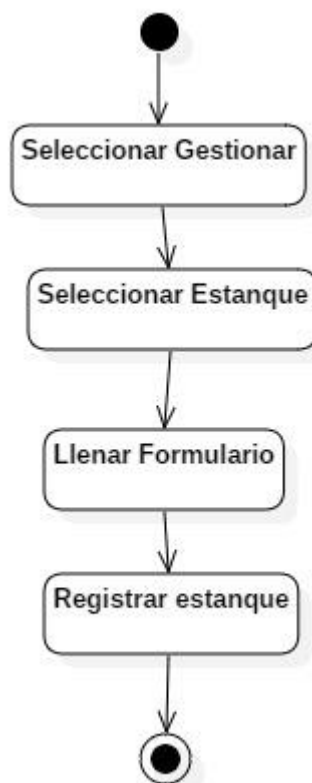 Seleccionar Gestionar
Seleccionar Estanque
Llenar Formulario
Registrar estanque